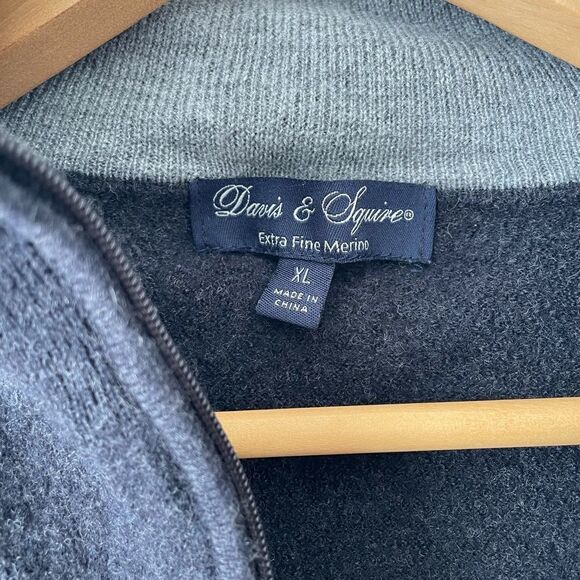 Davis & Squire®
Extra Fine Merino
XL
MADE IN
CHINA